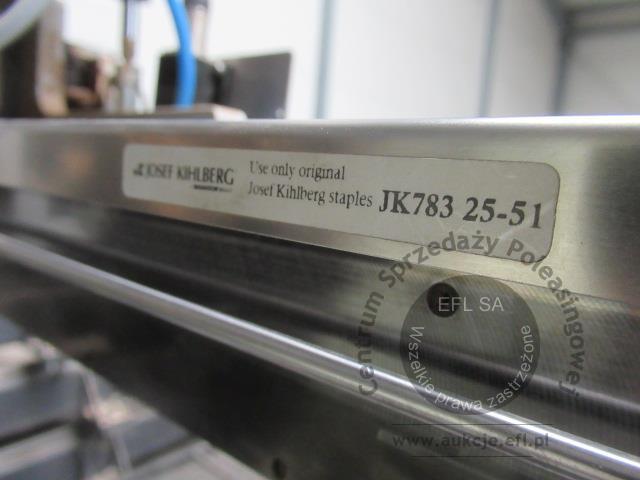 JOSEF KIHLBERG
Use only original
Josef Kihlberg staples JK783 25-51
Centrum Sprzedaży Poleasingowej
EFL SA
Wszelkie prawa zastrzeżone
www.aukcje.efl.pl